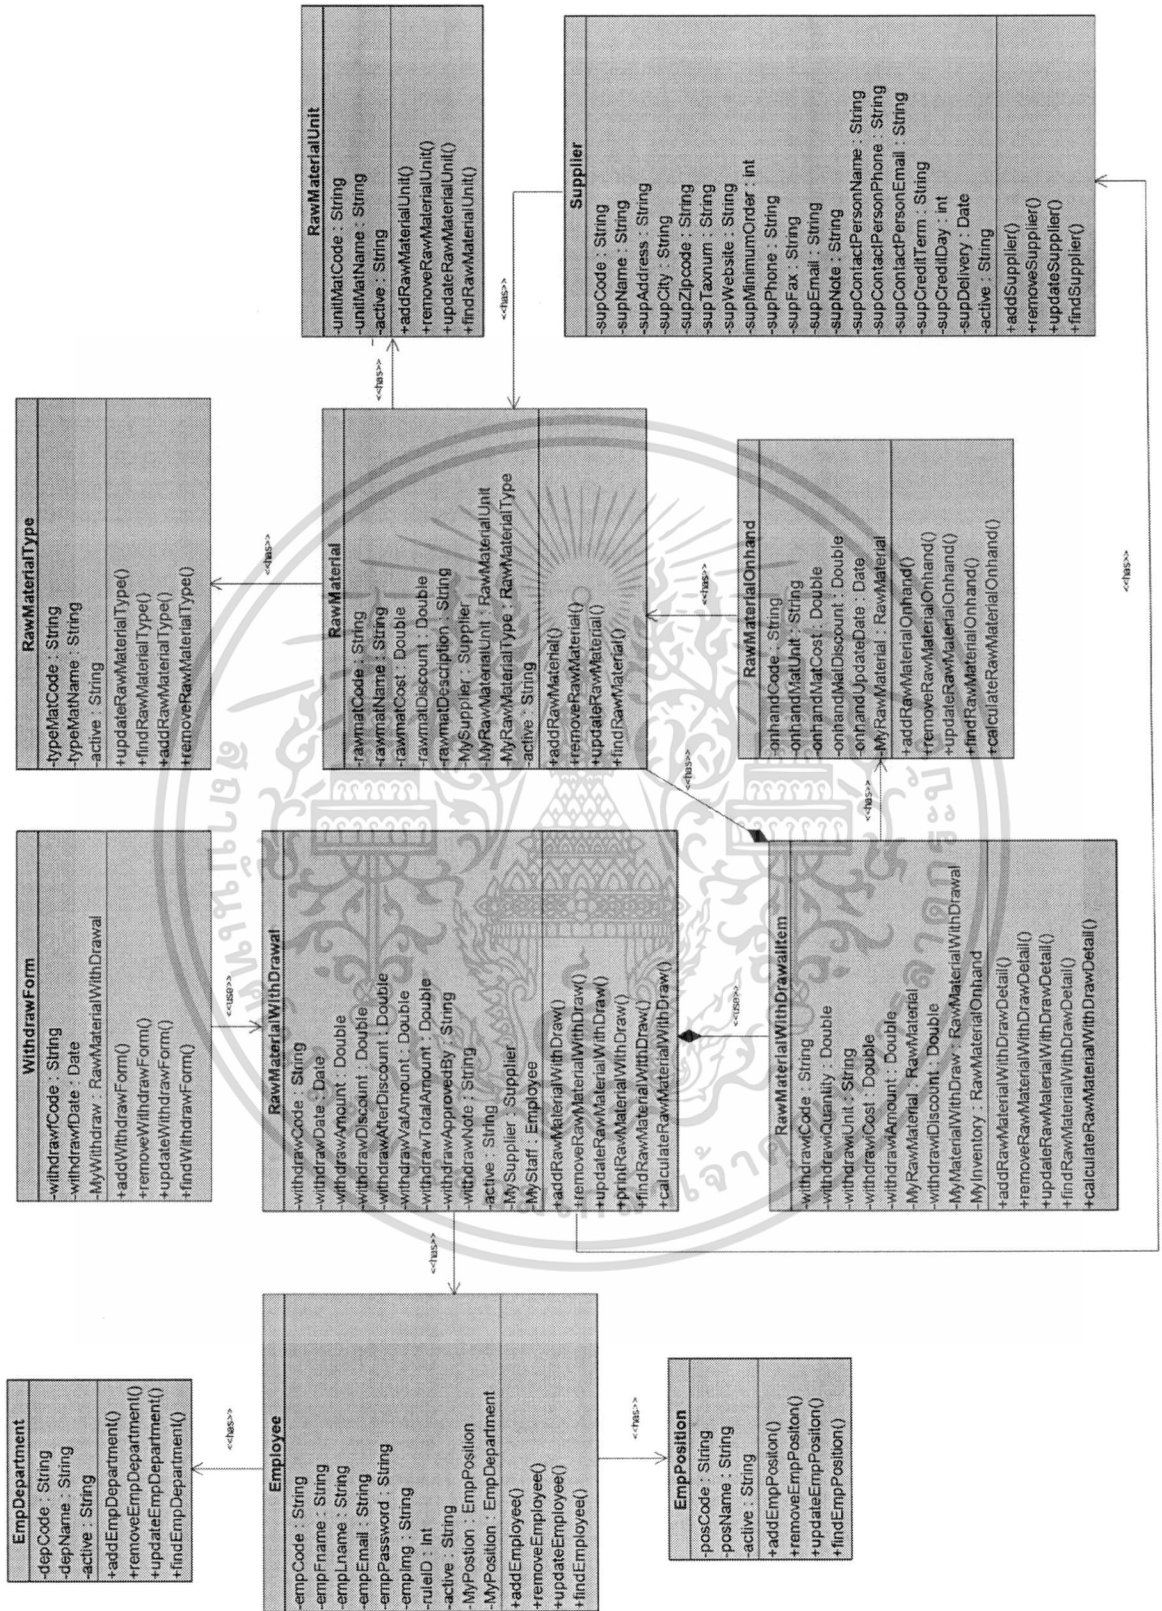 EmpDepartment
-depCode : String
-depName : String
-active : String
+addEmpDepartment()
+removeEmpDepartment()
+updateEmpDepartment()
+findEmpDepartment()
<<has>>
Employee
-empCode : String
-empFname : String
-empLname : String
-empEmail : String
-empPassword : String
-empImg : String
-ruleID : Int
-active : String
-MyPostion : EmpPosition
-MyPosition : EmpDepartment
+addEmployee()
+removeEmployee()
+updateEmployee()
+findEmployee()
<<has>>
EmpPosition
-posCode : String
-posName : String
-active : String
+addEmpPositon()
+removeEmpPositon()
+updateEmpPositon()
+findEmpPosition()
WithdrawForm
-withdrawfCode : String
-withdrawfDate : Date
-MyWithdraw : RawMaterialWithDrawal
+addWithdrawForm()
+removeWithdrawForm()
+updateWithdrawForm()
+findWithdrawForm()
<<use>>
RawMaterialWithDrawal
-withdrawCode : String
-withdrawDate : Date
-withdrawAmount : Double
-withdrawDiscount : Double
-withdrawAfterDiscount : Double
-withdrawVatAmount : Double
-withdrawTotalAmount : Double
-withdrawApprovedBy : String
-withdrawNote : String
-active : String
-MySupplier : Supplier
-MyStaff : Employee
+addRawMaterialWithDraw()
+removeRawMaterialWithDraw()
+updateRawMaterialWithDraw()
+printRawMaterialWithDraw()
+findRawMaterialWithDraw()
+calculateRawMaterialWithDraw()
<<has>>
<<use>>
RawMaterialWithDrawalItem
-withdrawiCode : String
-withdrawiQuantity : Double
-withdrawiUnit : String
-withdrawiCost : Double
-withdrawiAmount : Double
-MyRawMaterial : RawMaterial
-withdrawiDiscount : Double
-MyMaterialWithDraw : RawMaterialWithDrawal
-MyInventory : RawMaterialOnhand
+addRawMaterialWithDrawDetail()
+removeRawMaterialWithDrawDetail()
+updateRawMaterialWithDrawDetail()
+findRawMaterialWithDrawDetail()
+calculateRawMaterialWithDrawDetail()
<<has>>
<<has>>
RawMaterialType
-typeMatCode : String
-typeMatName : String
-active : String
+updateRawMaterialType()
+findRawMaterialType()
+addRawMaterialType()
+removeRawMaterialType()
<<has>>
RawMaterial
-rawmatCode : String
-rawmatName : String
-rawmatCost : Double
-rawmatDiscount : Double
-rawmatDescription : String
-MySupplier : Supplier
-MyRawMaterialUnit : RawMaterialUnit
-MyRawMaterialType : RawMaterialType
-active : String
+addRawMaterial()
+removeRawMaterial()
+updateRawMaterial()
+findRawMaterial()
<<has>>
RawMaterialOnhand
-onhandCode : String
-onhandMatUnit : String
-onhandMatCost : Double
-onhandMatDiscount : Double
-onhandUpdateDate : Date
-MyRawMaterial : RawMaterial
+addRawMaterialOnhand()
+removeRawMaterialOnhand()
+updateRawMaterialOnhand()
+findRawMaterialOnhand()
+calculateRawMaterialOnhand()
<<has>>
RawMaterialUnit
-unitMatCode : String
-unitMatName : String
-active : String
+addRawMaterialUnit()
+removeRawMaterialUnit()
+updateRawMaterialUnit()
+findRawMaterialUnit()
<<has>>
Supplier
-supCode : String
-supName : String
-supAddress : String
-supCity : String
-supZipcode : String
-supTaxnum : String
-supWebsite : String
-supMinimumOrder : int
-supPhone : String
-supFax : String
-supEmail : String
-supNote : String
-supContactPersonName : String
-supContactPersonPhone : String
-supContactPersonEmail : String
-supCreditTerm : String
-supCreditDay : int
-supDelivery : Date
-active : String
+addSupplier()
+removeSupplier()
+updateSupplier()
+findSupplier()
<<has>>